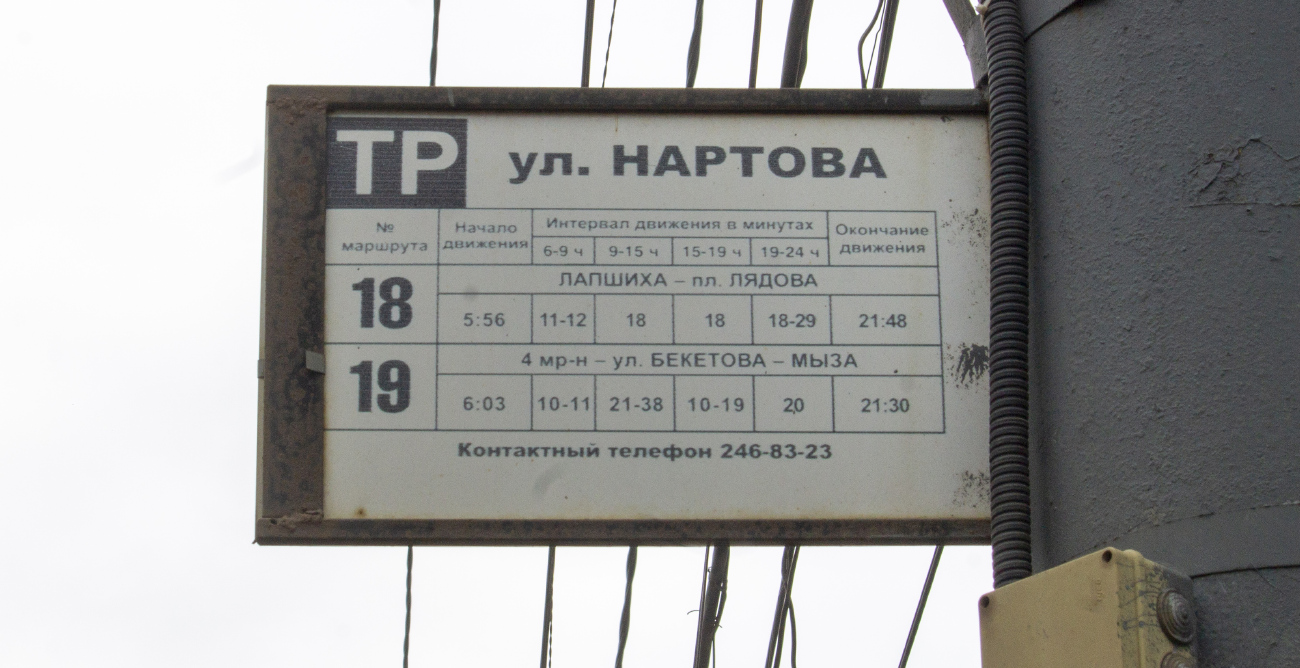 ТР ул. НАРТОВА
№ маршрута Начало движения Интервал движения в минутах Окончание движения
6-9 ч 9-15 ч 15-19 ч 19-24 ч
18 ЛАПШИХА – пл. ЛЯДОВА
5:56 11-12 18 18 18-29 21:48
19 4 мр-н – ул. БЕКЕТОВА – МЫЗА
6:03 10-11 21-38 10-19 20 21:30
Контактный телефон 246-83-23